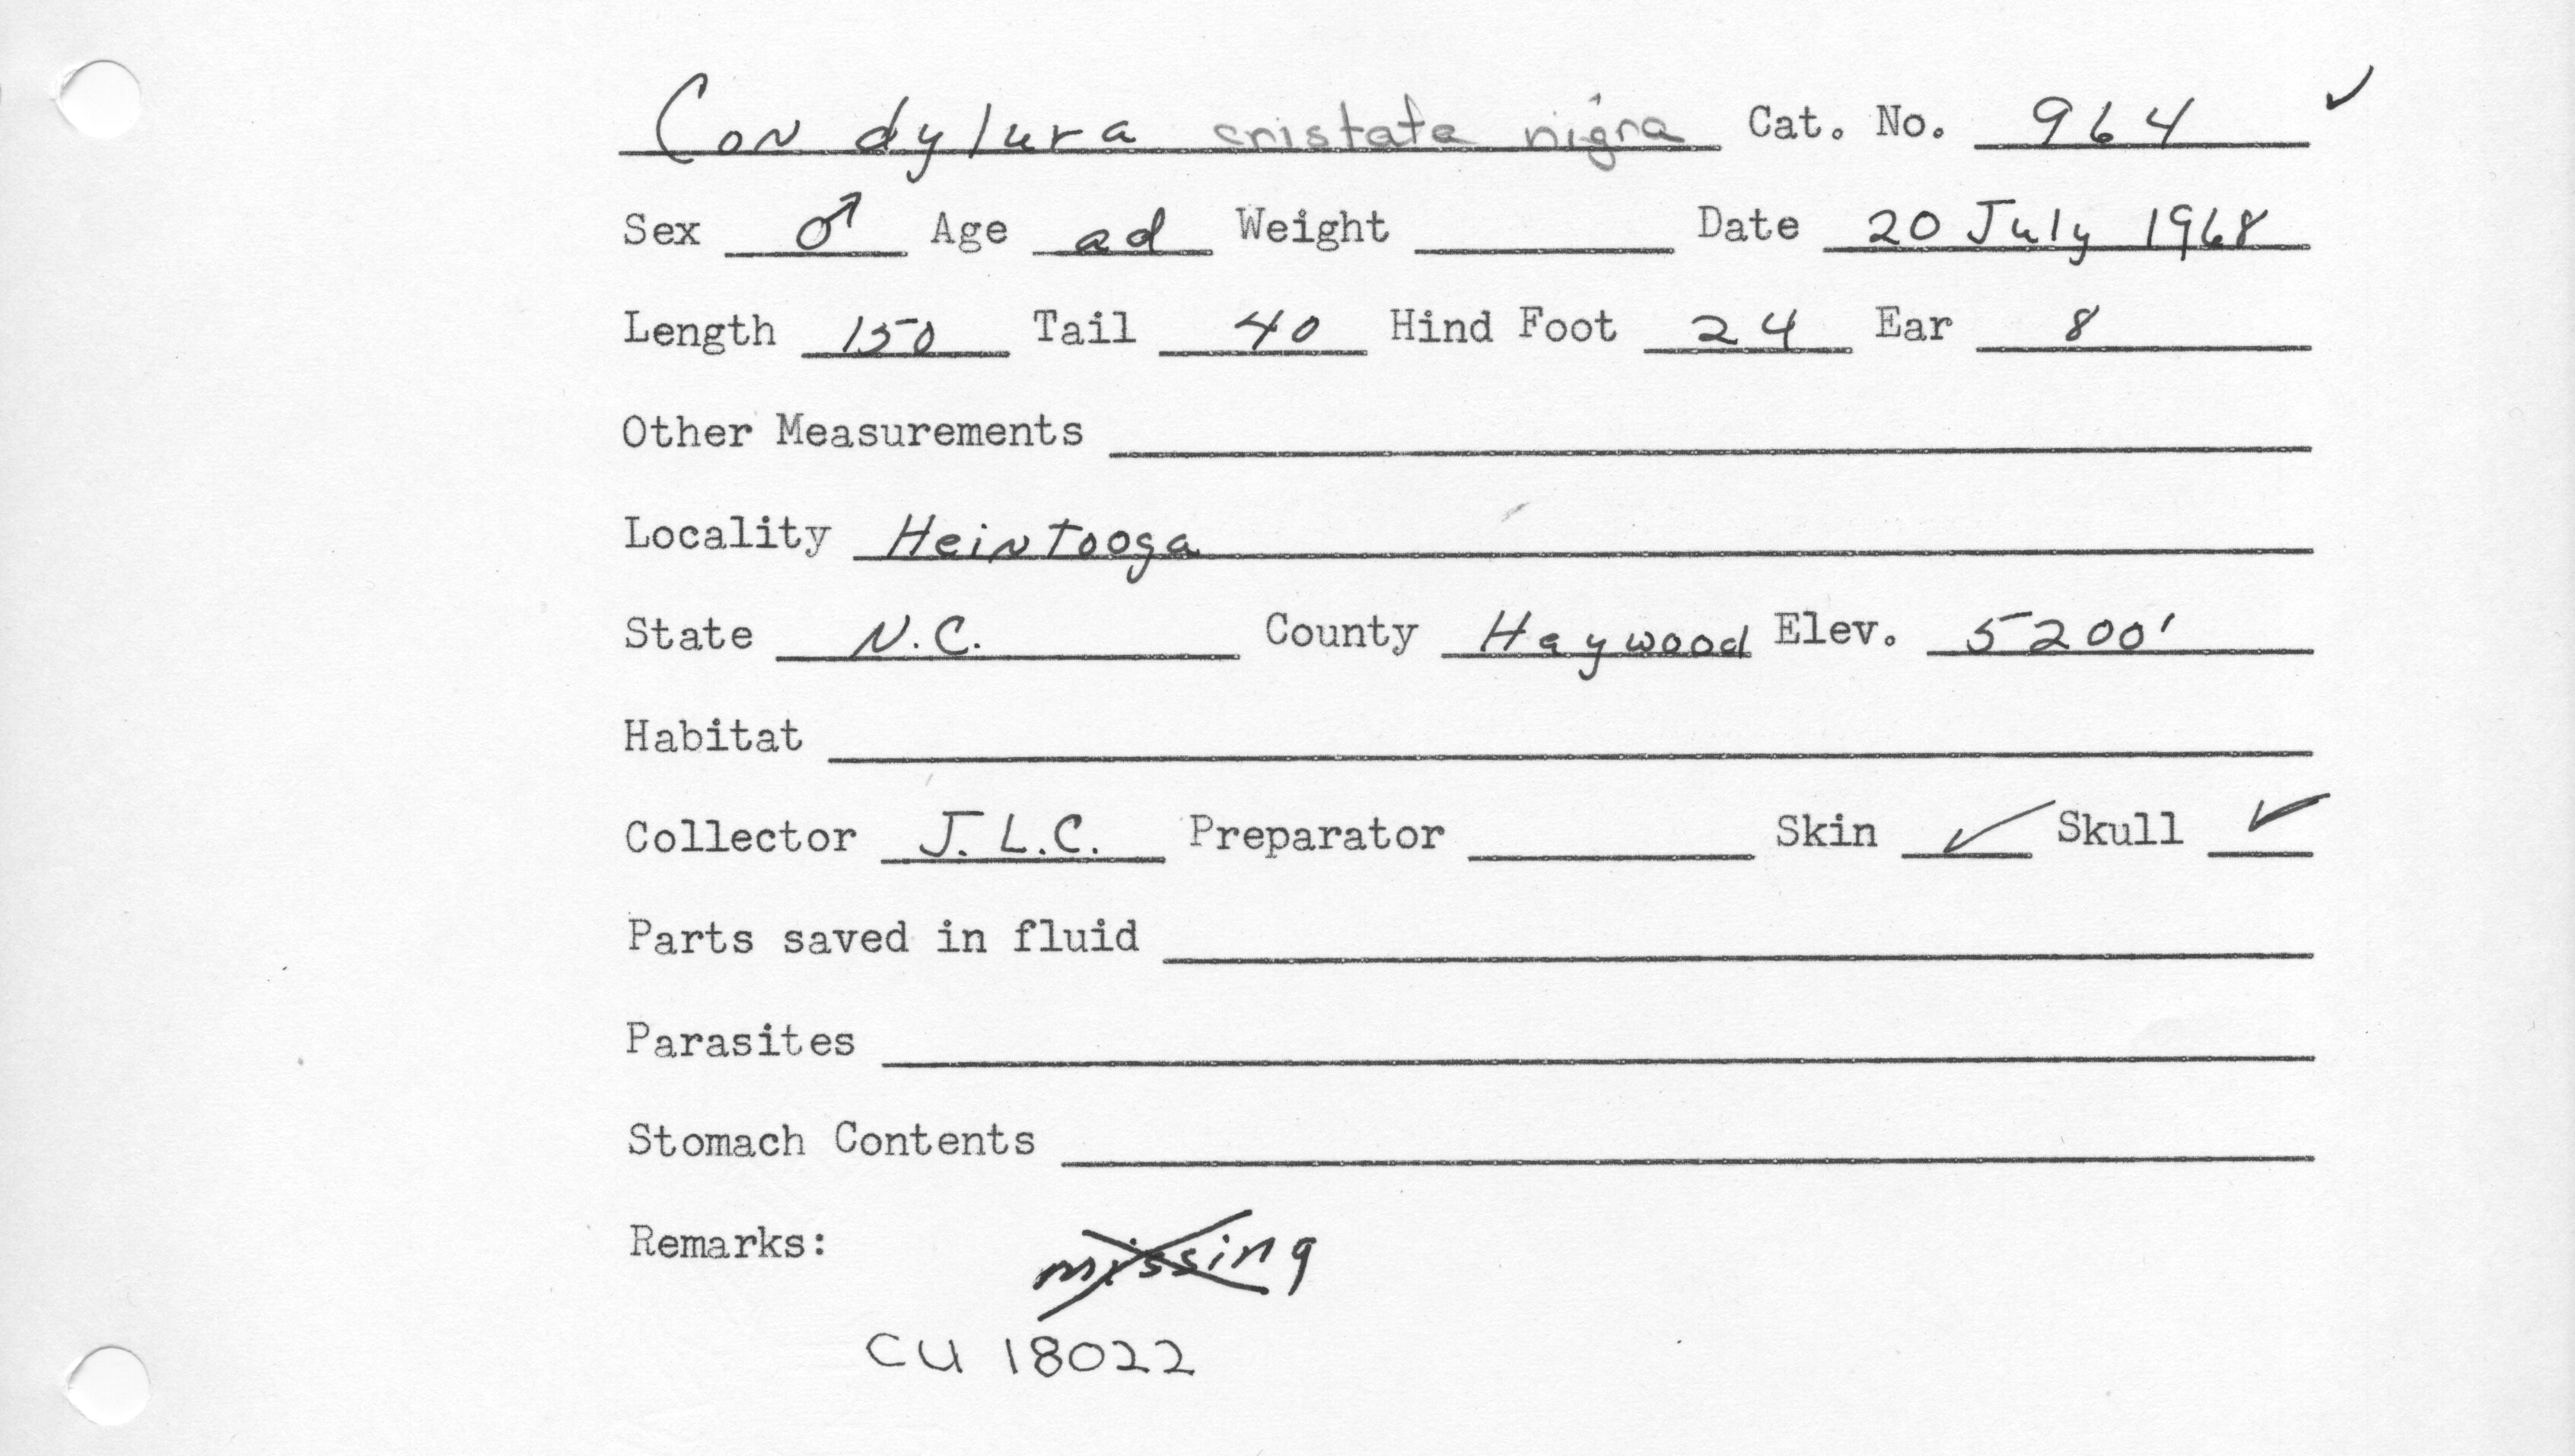 Condylura cristata nigra Cat. No. 964 ✓
Sex ♂ Age ad Weight Date 20 July 1968
Length 150 Tail 40 Hind Foot 24 Ear 8
Other Measurements
Locality Heintooga
State N.C. County Haywood Elev. 5200'
Habitat
Collector J.L.C. Preparator Skin ✓ Skull ✓
Parts saved in fluid
Parasites
Stomach Contents
Remarks: missing
CU 18022